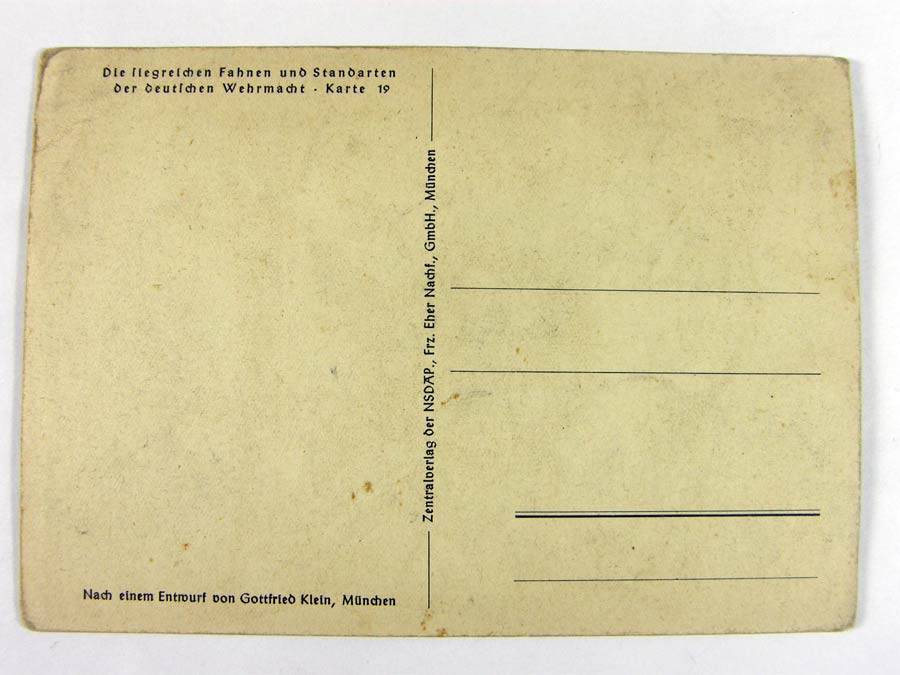 Die siegreichen Fahnen und Standarten
der deutschen Wehrmacht · Karte 19
Zentralverlag der NSDAP., Frz. Eher Nachf., GmbH., München
Nach einem Entwurf von Gottfried Klein, München